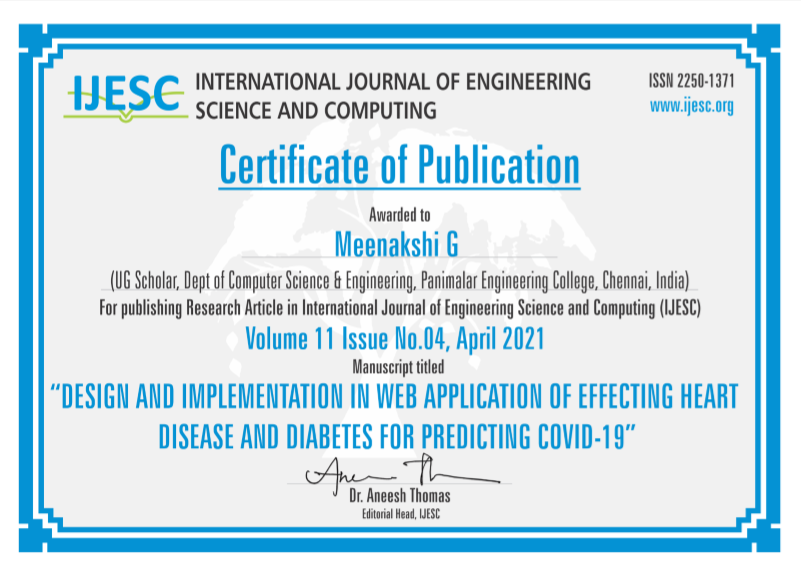 IJESC
INTERNATIONAL JOURNAL OF ENGINEERING
SCIENCE AND COMPUTING
ISSN 2250-1371
www.ijesc.org
Certificate of Publication
Awarded to
Meenakshi G
(UG Scholar, Dept of Computer Science & Engineering, Panimalar Engineering College, Chennai, India)
For publishing Research Article in International Journal of Engineering Science and Computing (IJESC)
Volume 11 Issue No.04, April 2021
Manuscript titled
“DESIGN AND IMPLEMENTATION IN WEB APPLICATION OF EFFECTING HEART
DISEASE AND DIABETES FOR PREDICTING COVID-19”
Dr. Aneesh Thomas
Editorial Head, IJESC